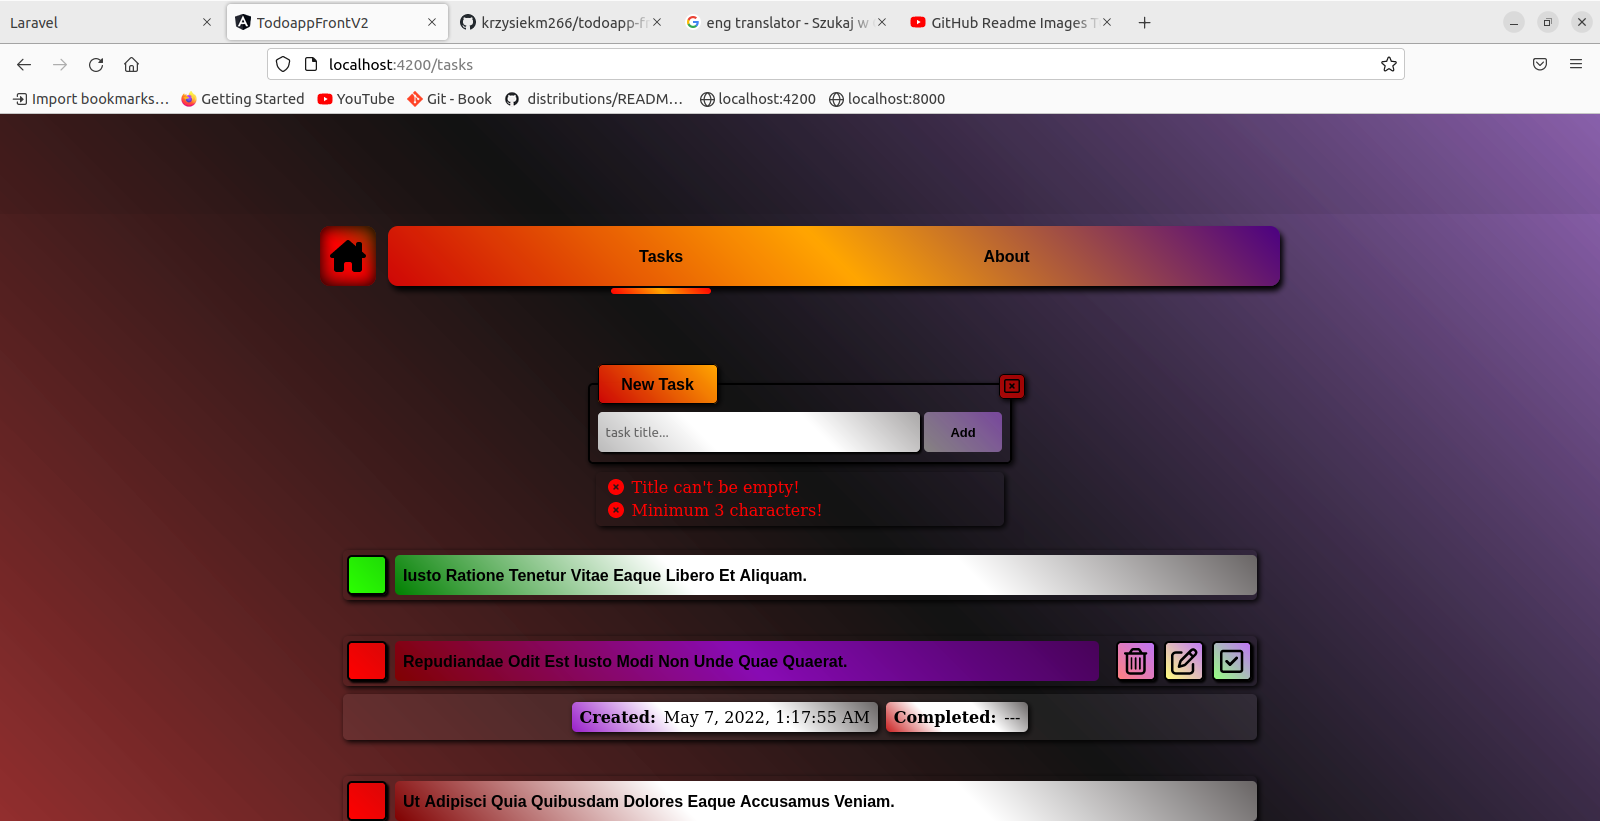 Laravel
TodoappFrontV2
krzysiekm266/todoapp-fr
eng translator - Szukaj w
GitHub Readme Images T
localhost:4200/tasks
Import bookmarks...
Getting Started
YouTube
Git - Book
distributions/READM...
localhost:4200
localhost:8000
Tasks
About
New Task
task title...
Add
Title can't be empty!
Minimum 3 characters!
Iusto Ratione Tenetur Vitae Eaque Libero Et Aliquam.
Repudiandae Odit Est Iusto Modi Non Unde Quae Quaerat.
Created: May 7, 2022, 1:17:55 AM
Completed: ---
Ut Adipisci Quia Quibusdam Dolores Eaque Accusamus Veniam.